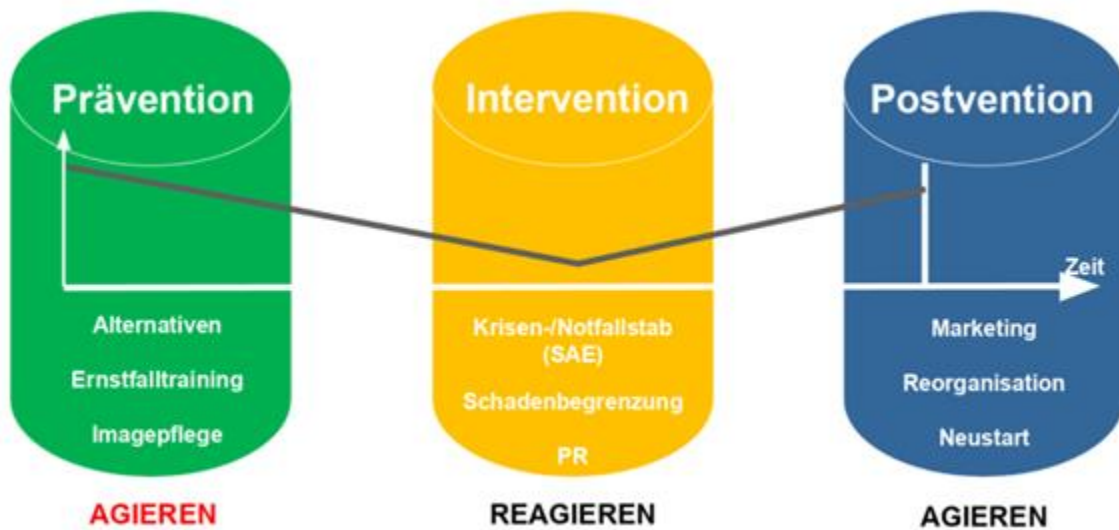 Prävention
Alternativen
Ernstfalltraining
Imagepflege
AGIEREN
Intervention
Krisen-/Notfallstab
(SAE)
Schadenbegrenzung
PR
REAGIEREN
Postvention
Zeit
Marketing
Reorganisation
Neustart
AGIEREN